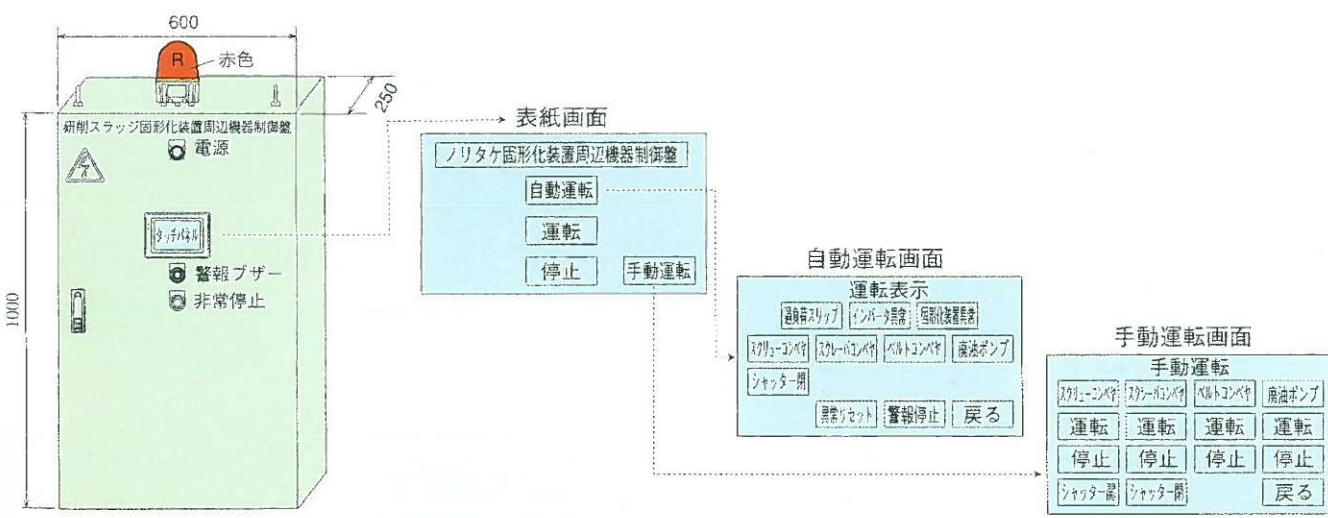 600
R
赤色
250
1000
研削スラッジ固形化装置周辺機器制御盤
電源
タッチパネル
警報ブザー
非常停止
表紙画面
ノリタケ固形化装置周辺機器制御盤
自動運転
運転
停止
手動運転
自動運転画面
運転表示
過負荷スリップ インバータ異常 固形化装置異常
スクリューコンベヤ スクレーパコンベヤ ベルトコンベヤ 廃油ポンプ
シャッター開
異常リセット 警報停止 戻る
手動運転画面
手動運転
スクリューコンベヤ スクレーパコンベヤ ベルトコンベヤ 廃油ポンプ
運転 運転 運転 運転
停止 停止 停止 停止
シャッター開 シャッター閉 戻る